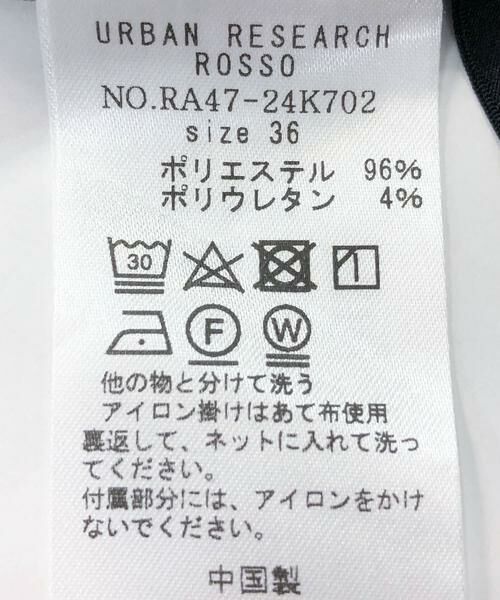 URBAN RESEARCH
ROSSO
NO.RA47-24K702
size 36
ポリエステル 96%
ポリウレタン 4%
30
F W
他の物と分けて洗う
アイロン掛けはあて布使用
裏返して、ネットに入れて洗っ
てください。
付属部分には、アイロンをかけ
ないでください。
中国製